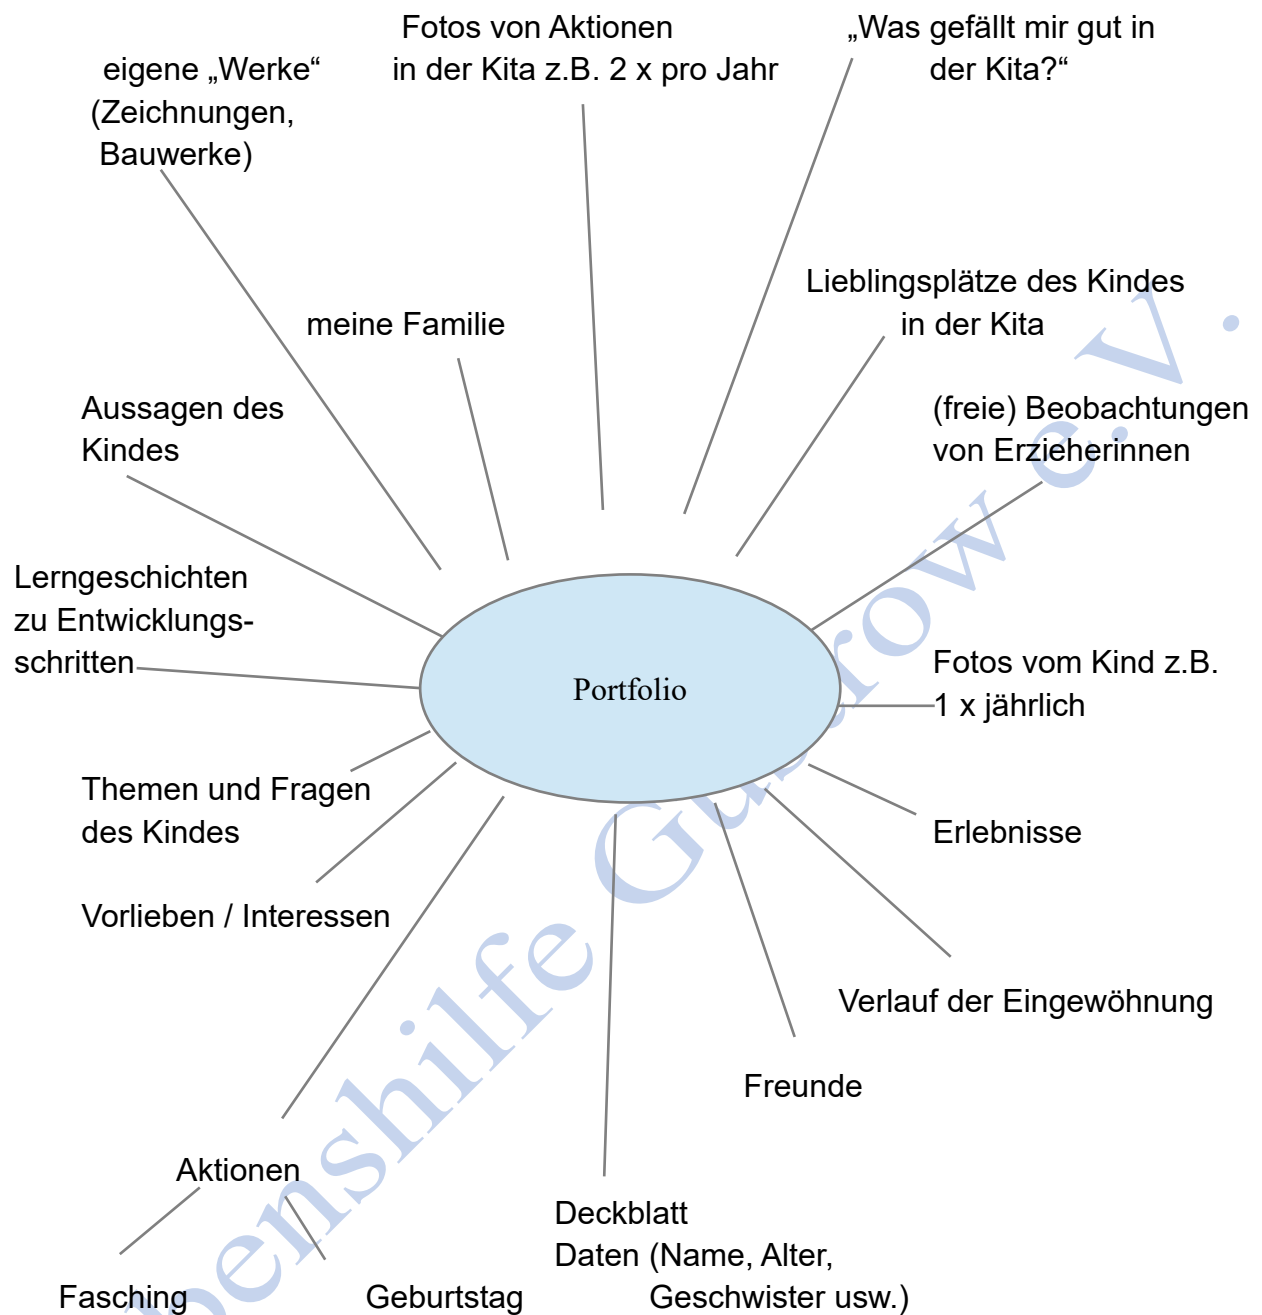 Fotos von Aktionen
in der Kita z.B. 2 x pro Jahr
„Was gefällt mir gut in
der Kita?“
eigene „Werke“
(Zeichnungen,
Bauwerke)
Lieblingsplätze des Kindes
in der Kita
meine Familie
Aussagen des
Kindes
(freie) Beobachtungen
von Erzieherinnen
Lerngeschichten
zu Entwicklungs-
schritten
Portfolio
Fotos vom Kind z.B.
1 x jährlich
Themen und Fragen
des Kindes
Erlebnisse
Vorlieben / Interessen
Verlauf der Eingewöhnung
Freunde
Aktionen
Fasching
Geburtstag
Deckblatt
Daten (Name, Alter,
Geschwister usw.)
e.V.